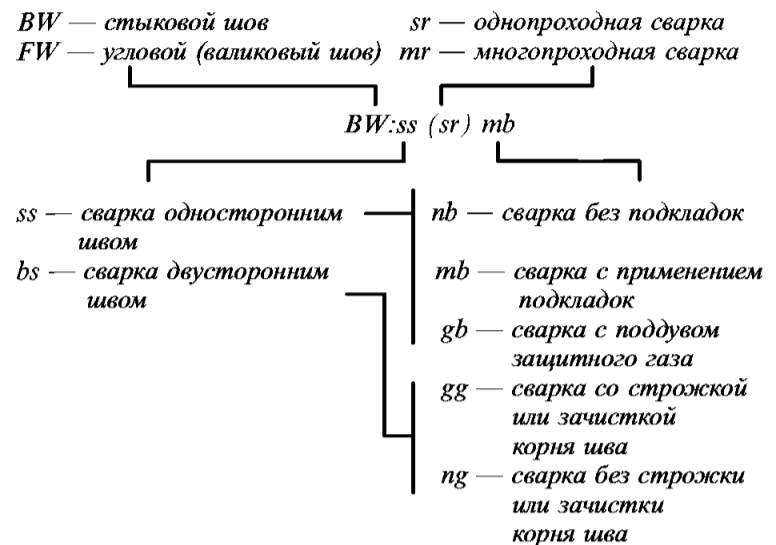 BW — стыковой шов
FW — угловой (валиковый шов)
sr — однопроходная сварка
mr — многопроходная сварка
BW:ss (sr) mb
ss — сварка односторонним
швом
bs — сварка двусторонним
швом
nb — сварка без подкладок
mb — сварка с применением
подкладок
gb — сварка с поддувом
защитного газа
gg — сварка со строжкой
или зачисткой
корня шва
ng — сварка без строжки
или зачистки
корня шва